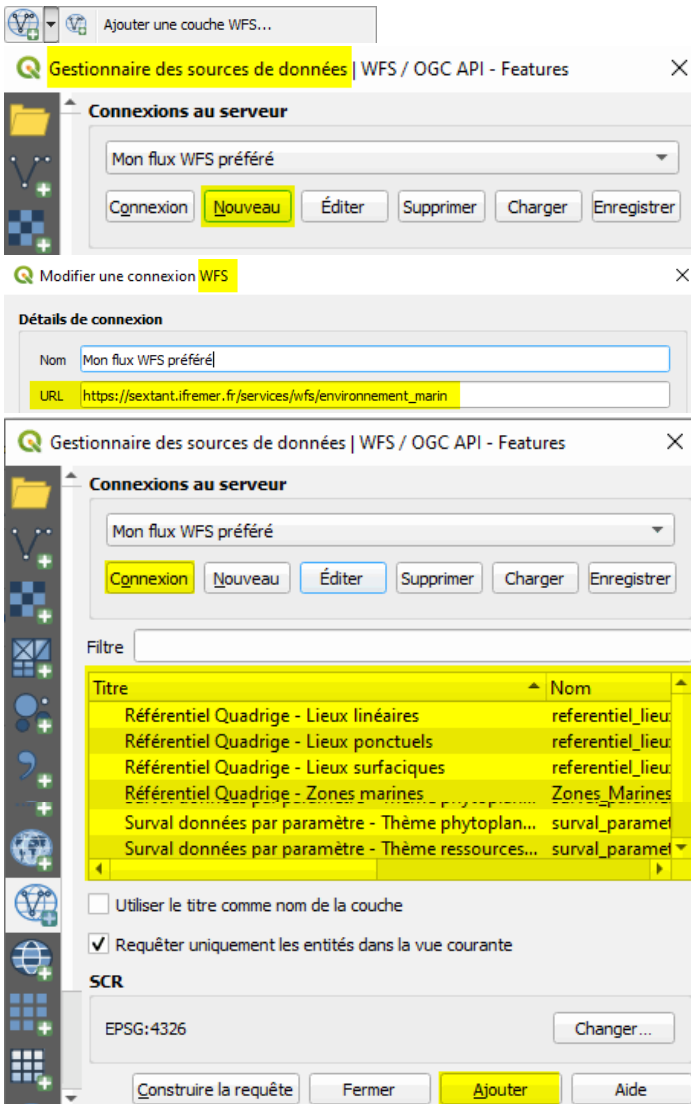 Ajouter une couche WFS...
Gestionnaire des sources de données | WFS / OGC API - Features
Connexions au serveur
Mon flux WFS préféré
Connexion Nouveau Éditer Supprimer Charger Enregistrer
Modifier une connexion WFS
Détails de connexion
Nom Mon flux WFS préféré
URL https://sextant.ifremer.fr/services/wfs/environnement_marin
Gestionnaire des sources de données | WFS / OGC API - Features
Connexions au serveur
Mon flux WFS préféré
Connexion Nouveau Éditer Supprimer Charger Enregistrer
Filtre
Titre Nom
Référentiel Quadrige - Lieux linéaires referentiel_lieu
Référentiel Quadrige - Lieux ponctuels referentiel_lieu
Référentiel Quadrige - Lieux surfaciques referentiel_lieu
Référentiel Quadrige - Zones marines Zones_Marines
Surval données par paramètre - Thème phytoplan... surval_paramet
Surval données par paramètre - Thème ressources... surval_paramet
Utiliser le titre comme nom de la couche
Requêter uniquement les entités dans la vue courante
SCR
EPSG:4326 Changer...
Construire la requête Fermer Ajouter Aide